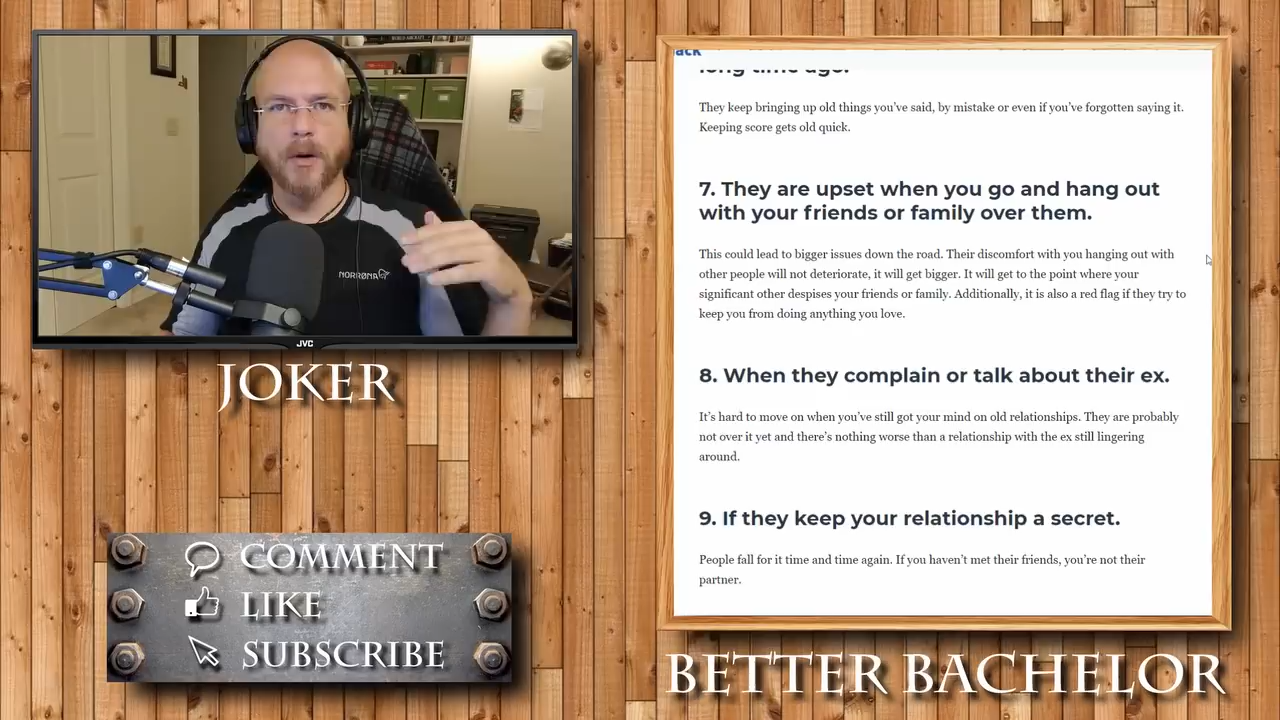 NORRØNA
JVC
JOKER
COMMENT
LIKE
SUBSCRIBE
ack
long time ago.
They keep bringing up old things you've said, by mistake or even if you've forgotten saying it.
Keeping score gets old quick.
7. They are upset when you go and hang out
with your friends or family over them.
This could lead to bigger issues down the road. Their discomfort with you hanging out with
other people will not deteriorate, it will get bigger. It will get to the point where your
significant other despises your friends or family. Additionally, it is also a red flag if they try to
keep you from doing anything you love.
8. When they complain or talk about their ex.
It's hard to move on when you've still got your mind on old relationships. They are probably
not over it yet and there's nothing worse than a relationship with the ex still lingering
around.
9. If they keep your relationship a secret.
People fall for it time and time again. If you haven't met their friends, you're not their
partner.
BETTER BACHELOR